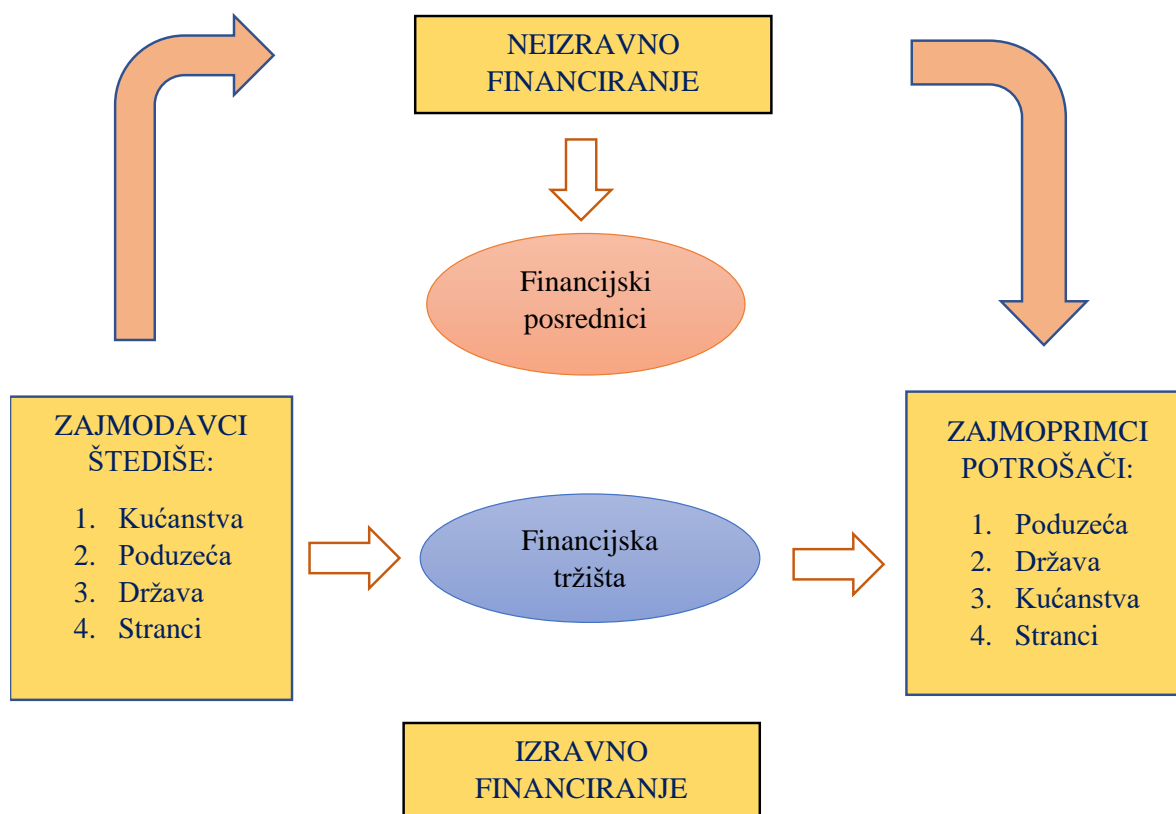 NEIZRAVNO
FINANCIRANJE
Financijski
posrednici
ZAJMODAVCI
ŠTEDIŠE:
1. Kućanstva
2. Poduzeća
3. Država
4. Stranci
Financijska
tržišta
ZAJMOPRIMCI
POTROŠAČI:
1. Poduzeća
2. Država
3. Kućanstva
4. Stranci
IZRAVNO
FINANCIRANJE